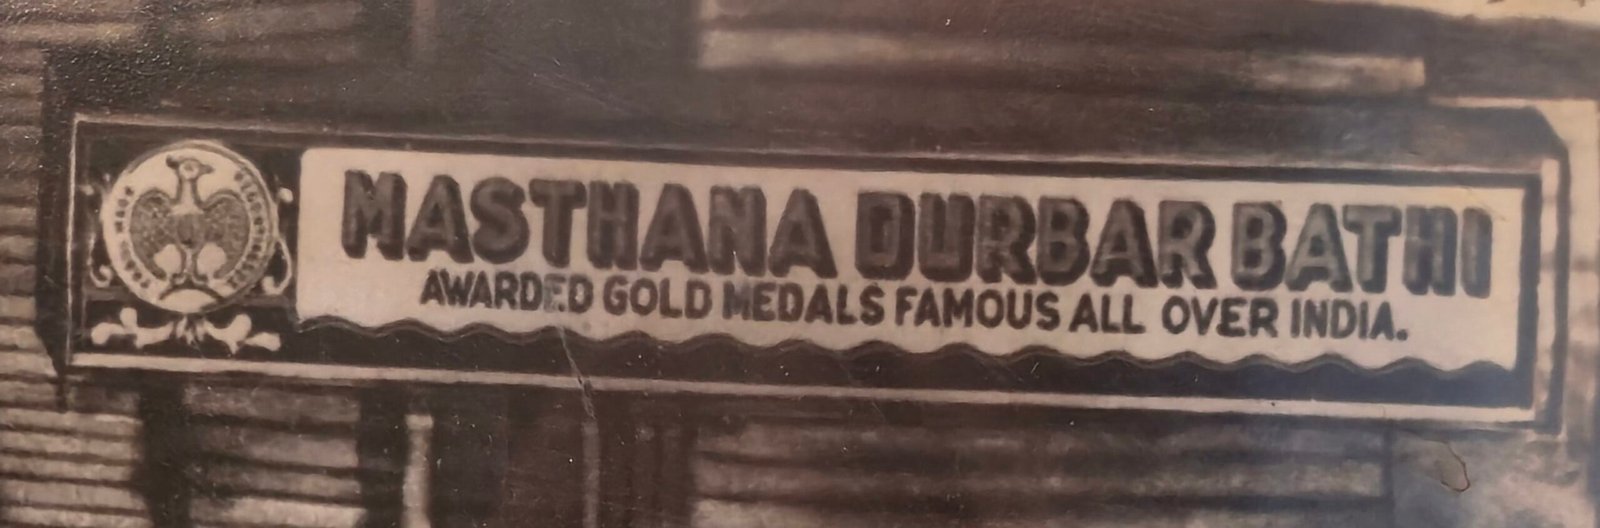 MASTHANA DURBAR BATHI
AWARDED GOLD MEDALS FAMOUS ALL OVER INDIA.